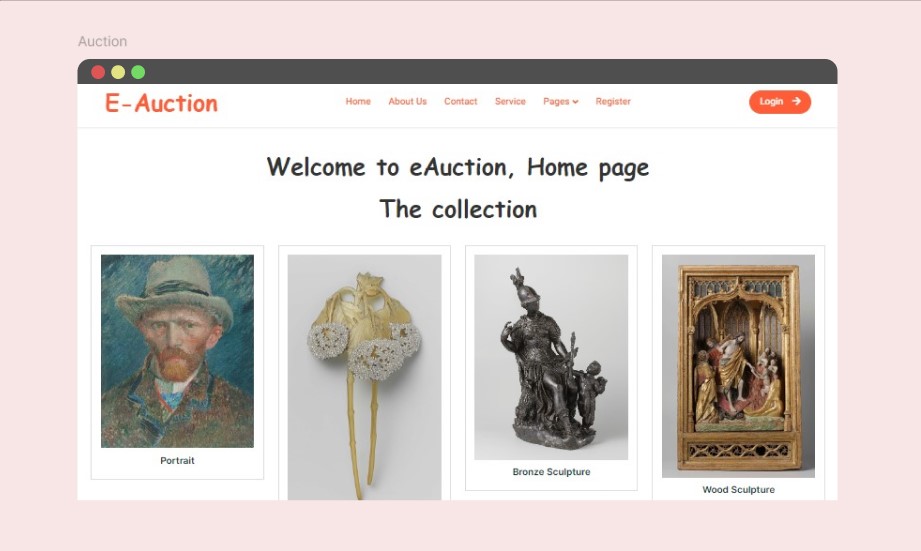 Auction
E-Auction
Home About Us Contact Service Pages Register
Login
Welcome to eAuction, Home page
The collection
Portrait
Bronze Sculpture
Wood Sculpture